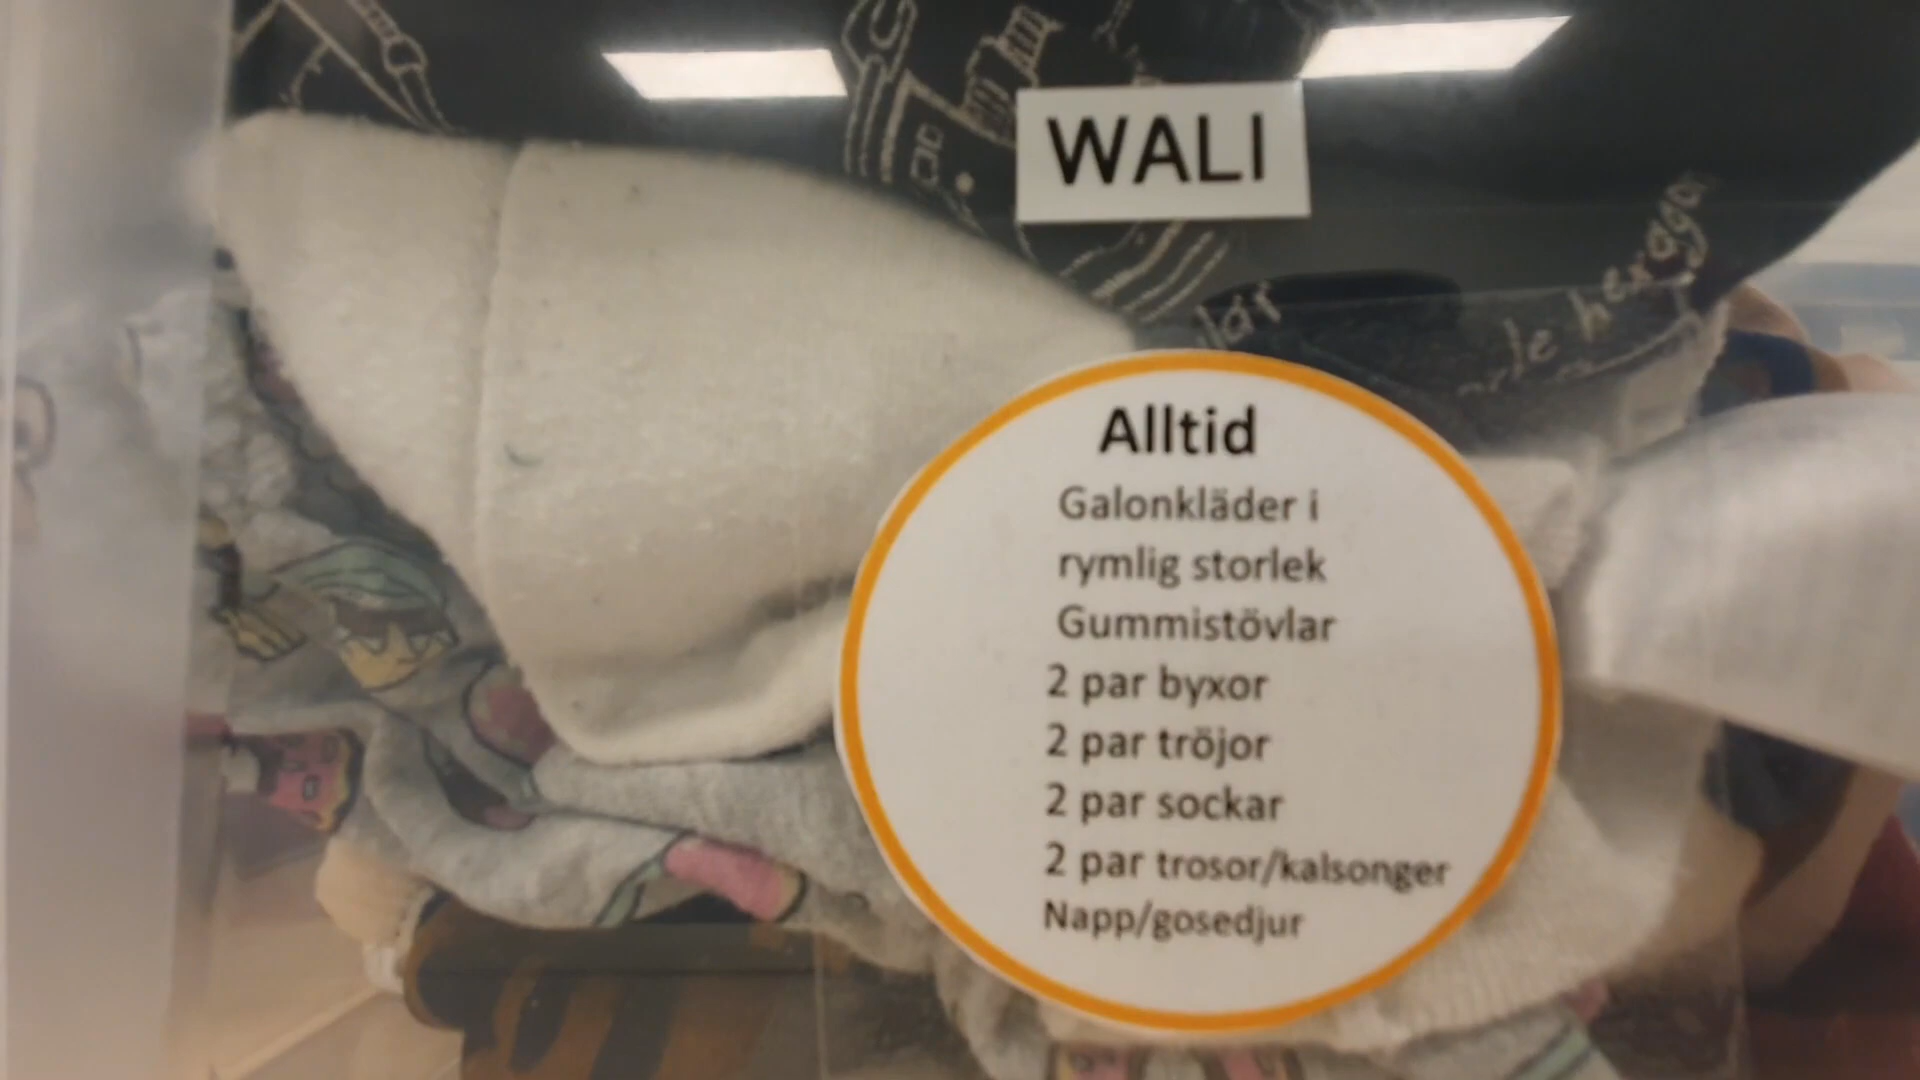 WALI
Alltid
Galonkläder i
rymlig storlek
Gummistövlar
2 par byxor
2 par tröjor
2 par sockar
2 par trosor/kalsonger
Napp/gosedjur